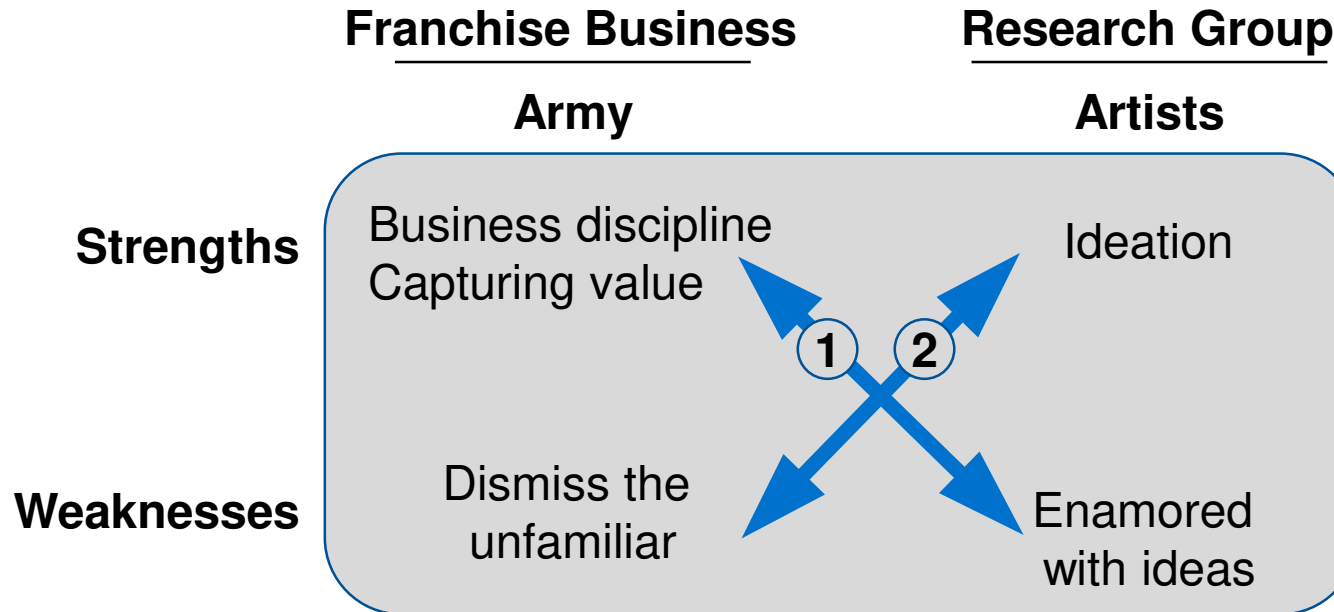 Franchise Business
Research Group
Army
Artists
Strengths
Business discipline
Capturing value
Ideation
1
2
Weaknesses
Dismiss the
unfamiliar
Enamored
with ideas